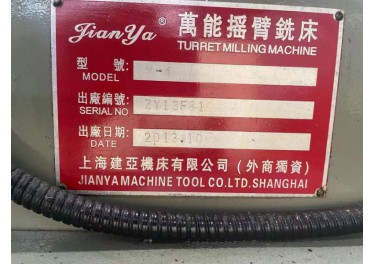 JianYa 萬能摇臂銑床
TURRET MILLING MACHINE
型 號:
MODEL
出廠編號:
SERIAL NO
出廠日期: 2013.10
DATE
上海建亞機床有限公司(外商獨資)
JIANYA MACHINE TOOL CO.LTD.SHANGHAI